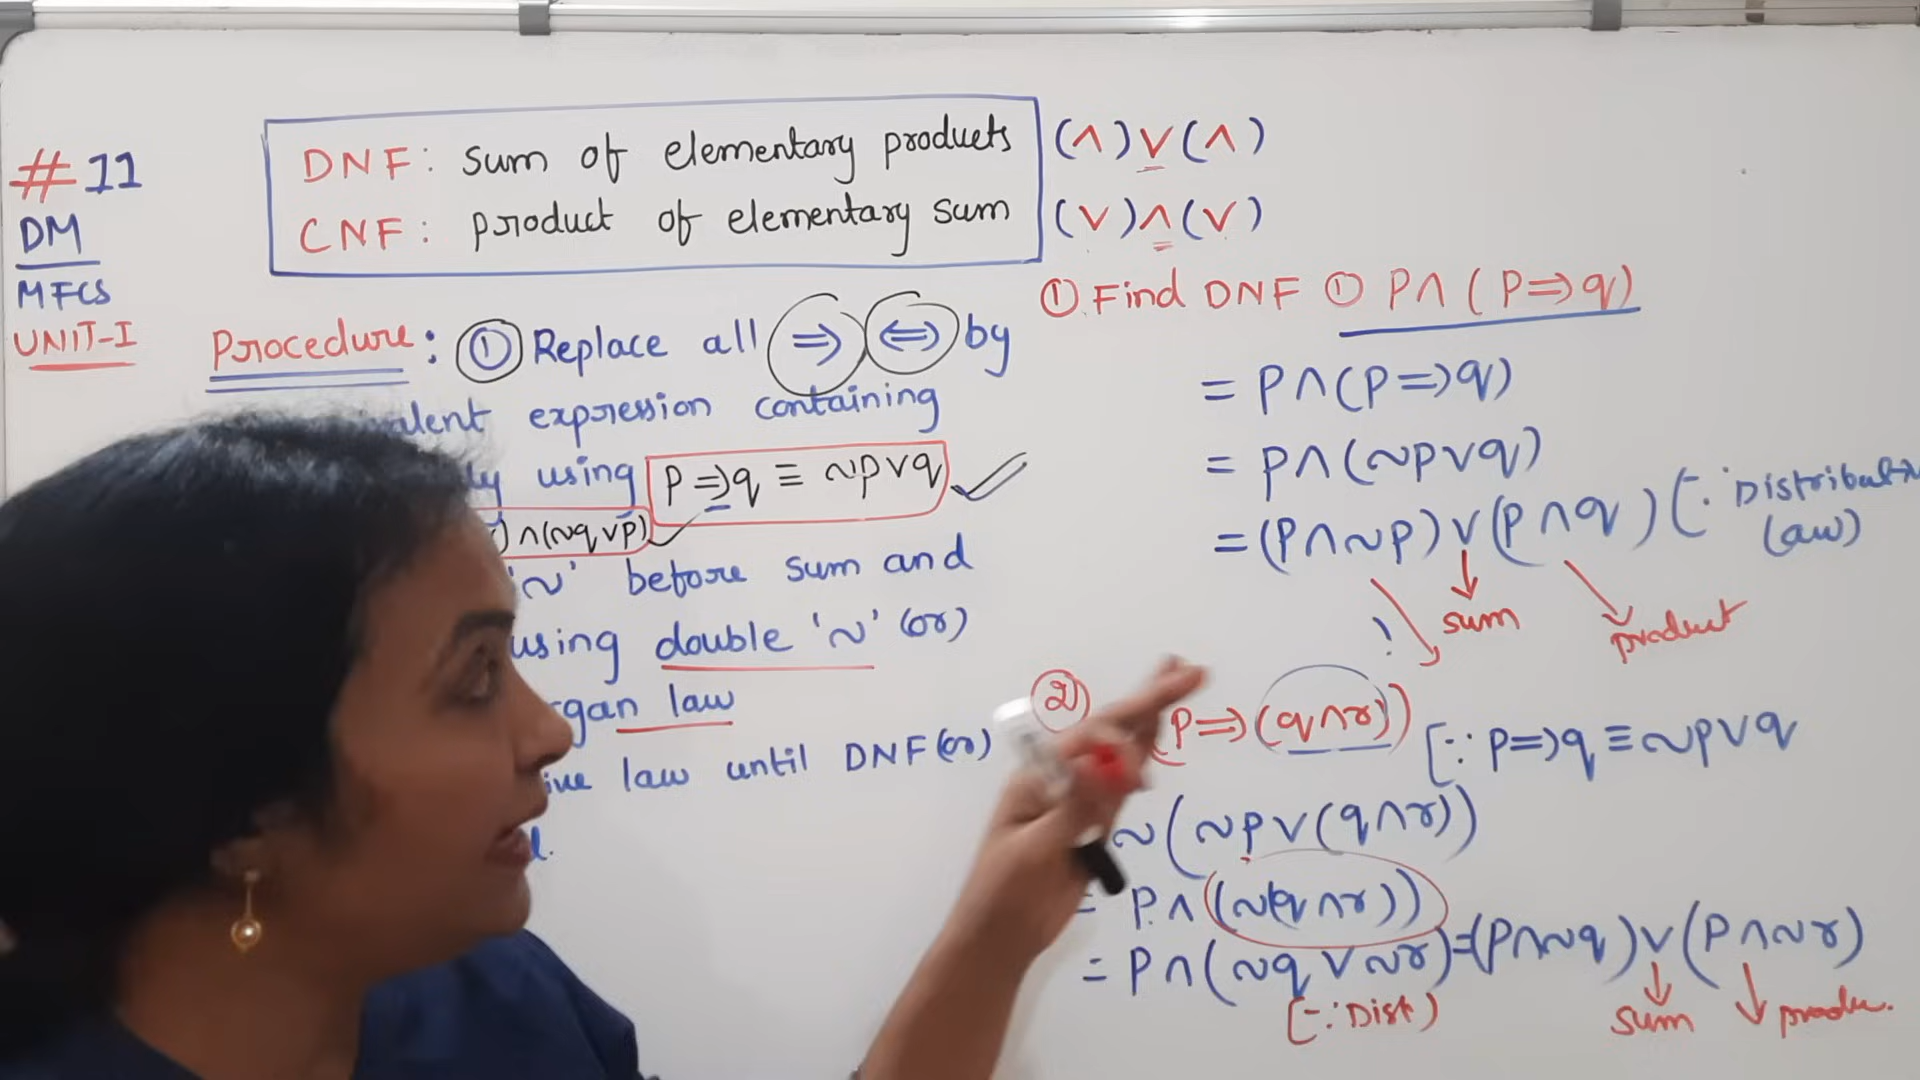 #11
DM
MFCS
UNIT-I
DNF: sum of elementary products (∧)∨(∧)
CNF: product of elementary sum (∨)∧(∨)
Procedure: ① Replace all ⇒ ⇔ by
expression containing
using p⇒q ≡ ~p∨q
) ∧(~q∨p)
'~' before sum and
using double '~' (or)
law
law until DNF(or)
① Find DNF ① P∧(P⇒q)
= P∧(P⇒q)
= p∧(~p∨q)
= (P∧~p)∨(p∧q) (∵ Distributive
law)
sum
product
② (P⇒(q∧r)) [∵ P⇒q≡~p∨q
~(~p∨(q∧r))
= P∧(~(q∧r))
= P∧(~q∨~r)=(P∧~q)∨(P∧~r)
[∵Dist)
sum
produ.